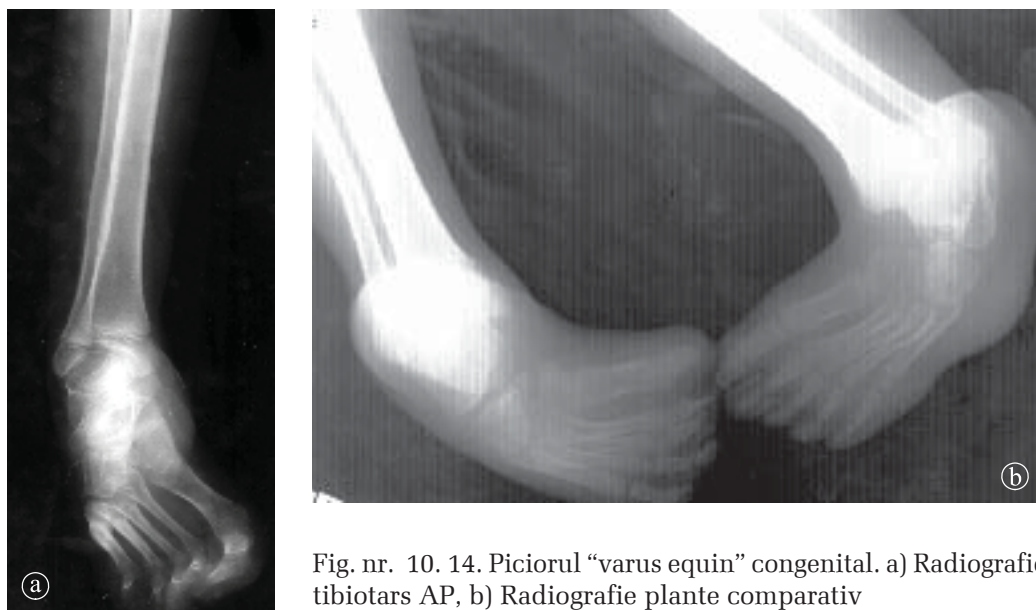 a
b
Fig. nr. 10. 14. Piciorul “varus equin” congenital. a) Radiografie
tibiotars AP, b) Radiografie plante comparativ